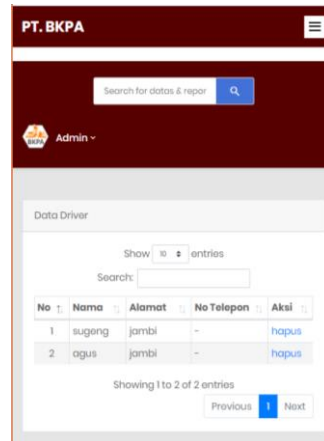 PT. BKPA
Search for datas & repor
BKPA
Admin
Data Driver
Show 10 entries
Search:
No Nama Alamat No Telepon Aksi
1 sugeng jambi - hapus
2 agus jambi - hapus
Showing 1 to 2 of 2 entries
Previous 1 Next